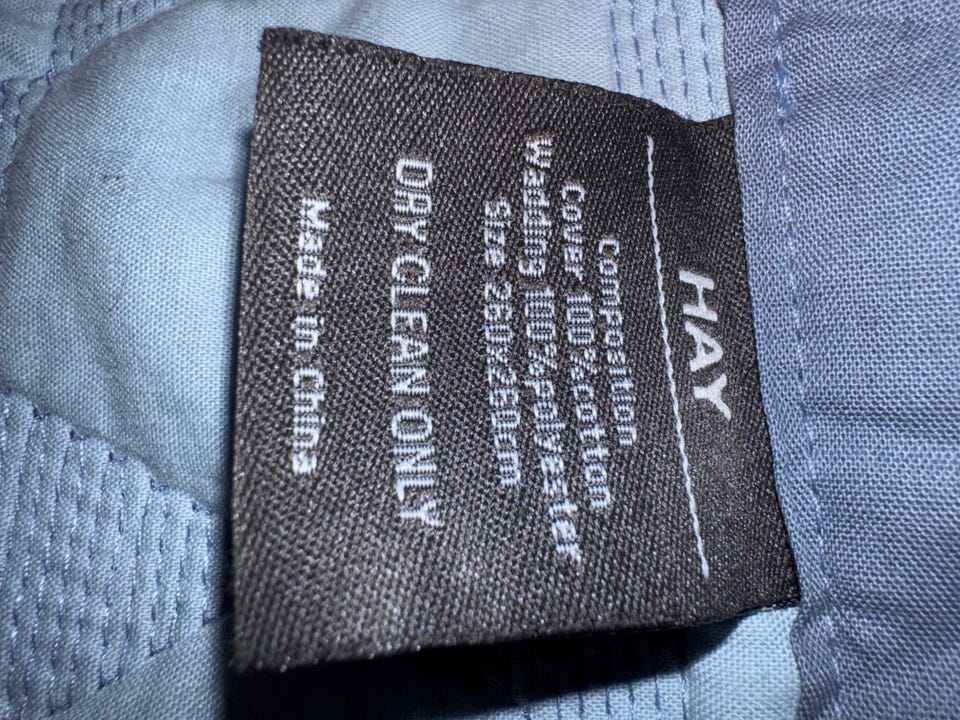 HAY
Composition
Cover 100%cotton
Wadding 100%polyester
Size 260x260cm
DRY CLEAN ONLY
Made in China